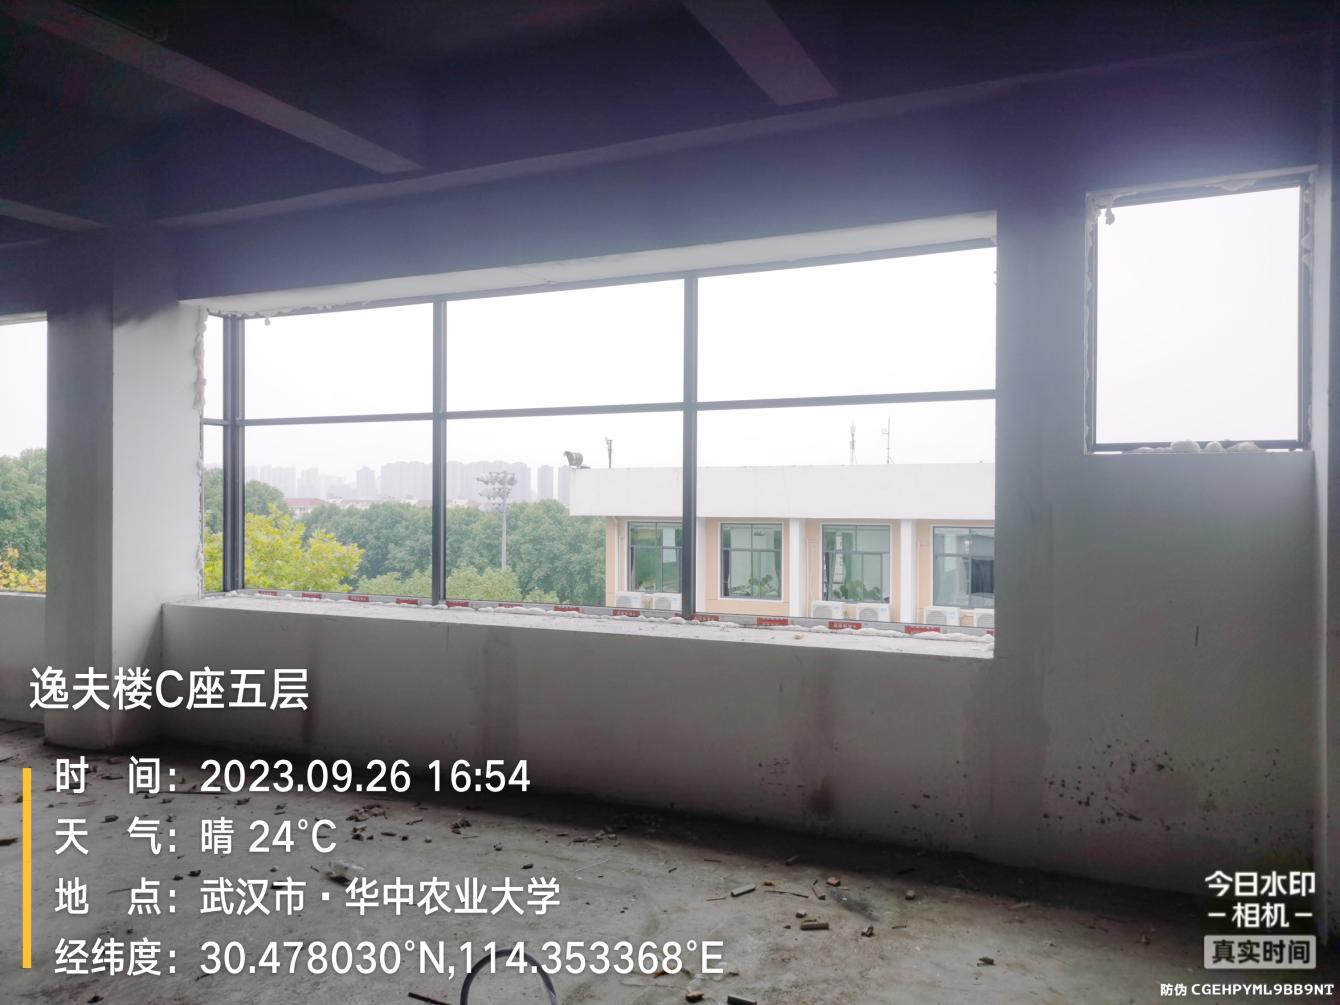 逸夫楼C座五层
时 间：2023.09.26 16:54
天 气：晴 24°C
地 点：武汉市·华中农业大学
经纬度：30.478030°N,114.353368°E
今日水印
-相机-
真实时间
防伪 CGEHPYML9BB9NT